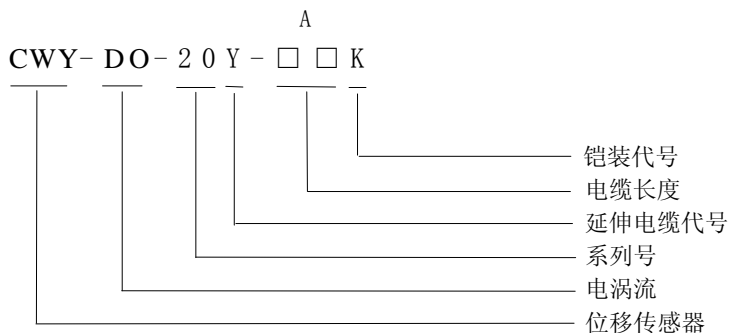 A
CWY-DO-20Y-□□K
铠装代号
电缆长度
延伸电缆代号
系列号
电涡流
位移传感器